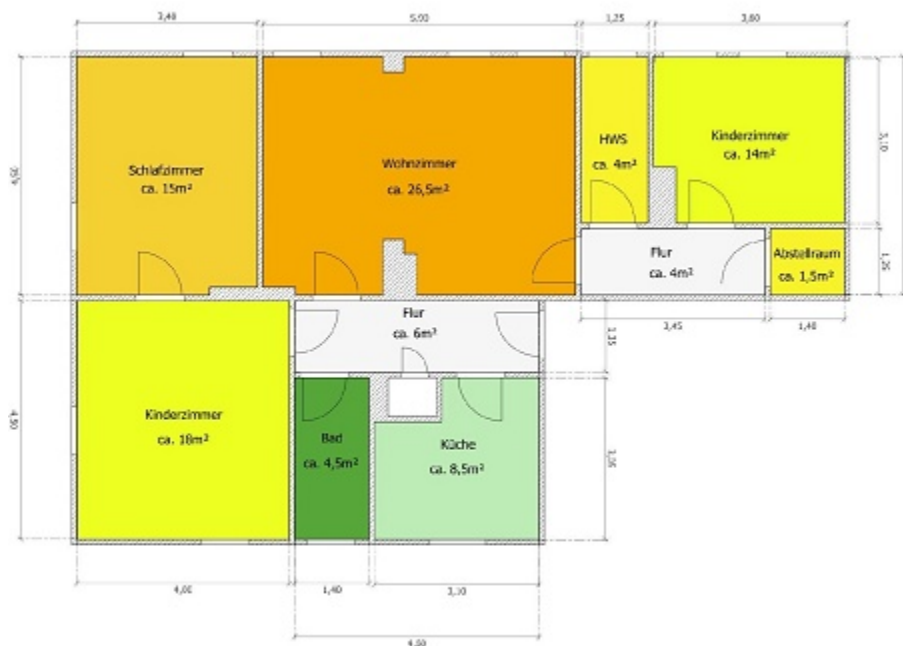 3,40
5,90
1,25
3,60
Schlafzimmer
ca. 15m²
Wohnzimmer
ca. 26,5m²
HWS
ca. 4m²
Kinderzimmer
ca. 14m²
3,10
Flur
ca. 4m²
Abstellraum
ca. 1,5m²
1,25
3,45
1,40
Flur
ca. 6m²
1,35
Kinderzimmer
ca. 18m²
4,50
Bad
ca. 4,5m²
Küche
ca. 8,5m²
4,00
1,40
3,10